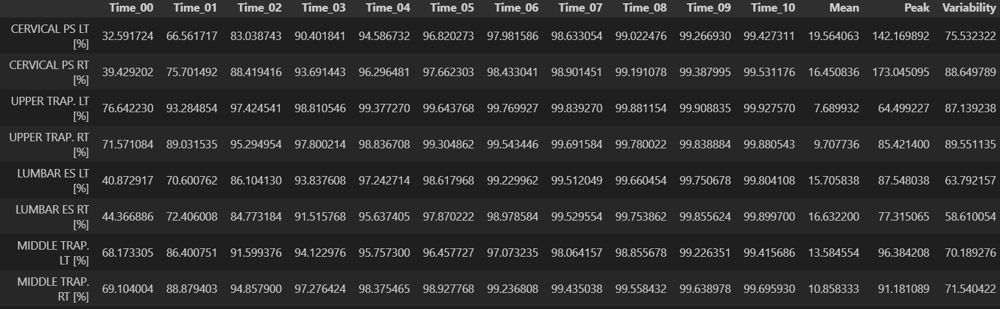 Time_00 Time_01 Time_02 Time_03 Time_04 Time_05 Time_06 Time_07 Time_08 Time_09 Time_10 Mean Peak Variability
CERVICAL PS LT
[%] 32.591724 66.561717 83.038743 90.401841 94.586732 96.820273 97.981586 98.633054 99.022476 99.266930 99.427311 19.564063 142.169892 75.532322
CERVICAL PS RT
[%] 39.429202 75.701492 88.419416 93.691443 96.296481 97.662303 98.433041 98.901451 99.191078 99.387995 99.531176 16.450836 173.045095 88.649789
UPPER TRAP. LT
[%] 76.642230 93.284854 97.424541 98.810546 99.377270 99.643768 99.769927 99.839270 99.881154 99.908835 99.927570 7.689932 64.499227 87.139238
UPPER TRAP. RT
[%] 71.571084 89.031535 95.294954 97.800214 98.836708 99.304862 99.543446 99.691584 99.780022 99.838884 99.880543 9.707736 85.421400 89.551135
LUMBAR ES LT
[%] 40.872917 70.600762 86.104130 93.837608 97.242714 98.617968 99.229962 99.512049 99.660454 99.750678 99.804108 15.705838 87.548038 63.792157
LUMBAR ES RT
[%] 44.366886 72.406008 84.773184 91.515768 95.637405 97.870222 98.978584 99.529554 99.753862 99.855624 99.899700 16.632200 77.315065 58.610054
MIDDLE TRAP.
LT [%] 68.173305 86.400751 91.599376 94.122976 95.757300 96.457727 97.073235 98.064157 98.855678 99.226351 99.415686 13.584554 96.384208 70.189276
MIDDLE TRAP.
RT [%] 69.104004 88.879403 94.857900 97.276424 98.375465 98.927768 99.236808 99.435038 99.558432 99.638978 99.695930 10.858333 91.181089 71.540422